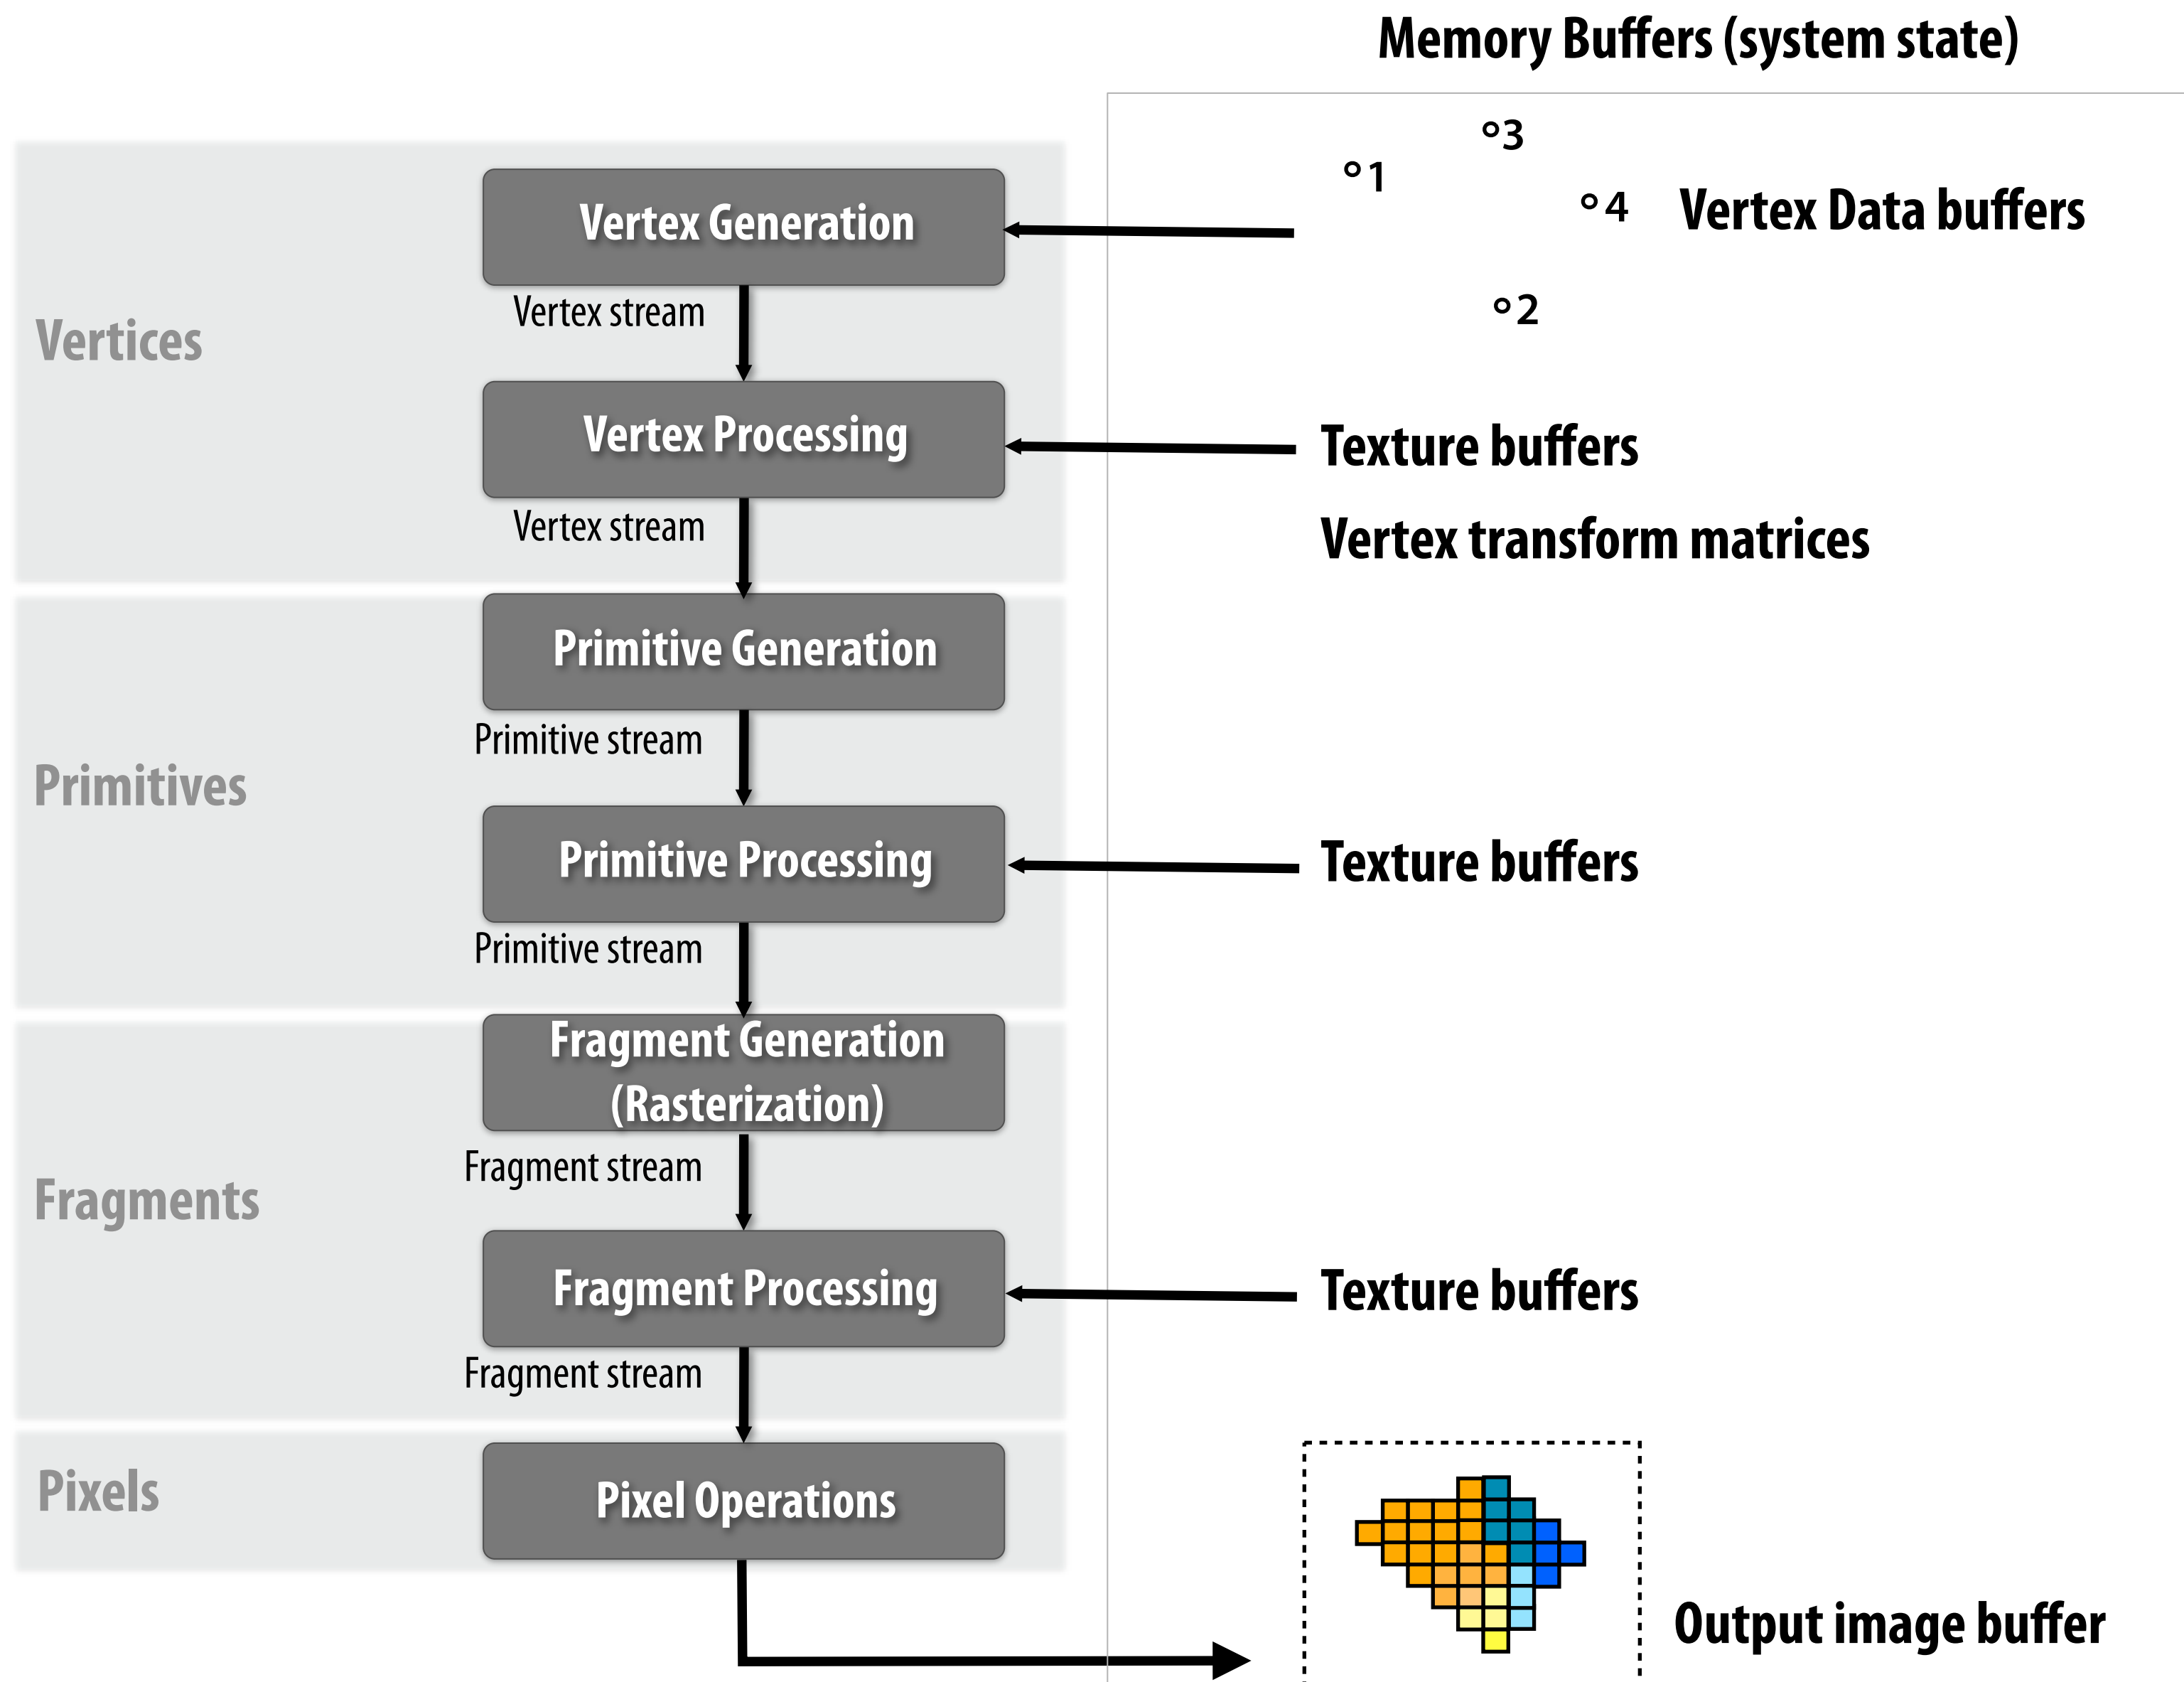 Memory Buffers (system state)
3
1
4
Vertex Data buffers
Vertex Generation
Vertex stream
2
Vertices
Vertex Processing
Texture buffers
Vertex stream
Vertex transform matrices
Primitive Generation
Primitive stream
Primitives
Primitive Processing
Texture buffers
Primitive stream
Fragment Generation
(Rasterization)
Fragment stream
Fragments
Fragment Processing
Texture buffers
Fragment stream
Pixels
Pixel Operations
Output image buffer